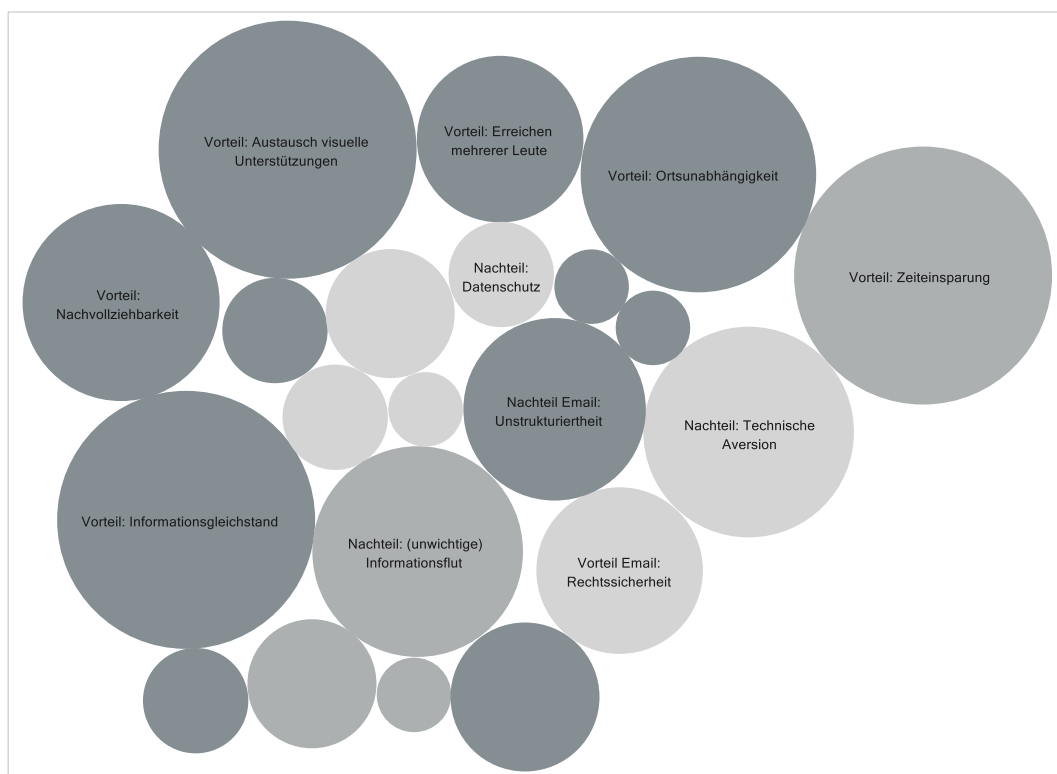 Vorteil: Austausch visuelle
Unterstützungen
Vorteil: Erreichen
mehrerer Leute
Vorteil: Ortsunabhängigkeit
Vorteil: Zeiteinsparung
Nachteil:
Datenschutz
Vorteil:
Nachvollziehbarkeit
Nachteil Email:
Unstrukturiertheit
Nachteil: Technische
Aversion
Vorteil: Informationsgleichstand
Nachteil: (unwichtige)
Informationsflut
Vorteil Email:
Rechtssicherheit